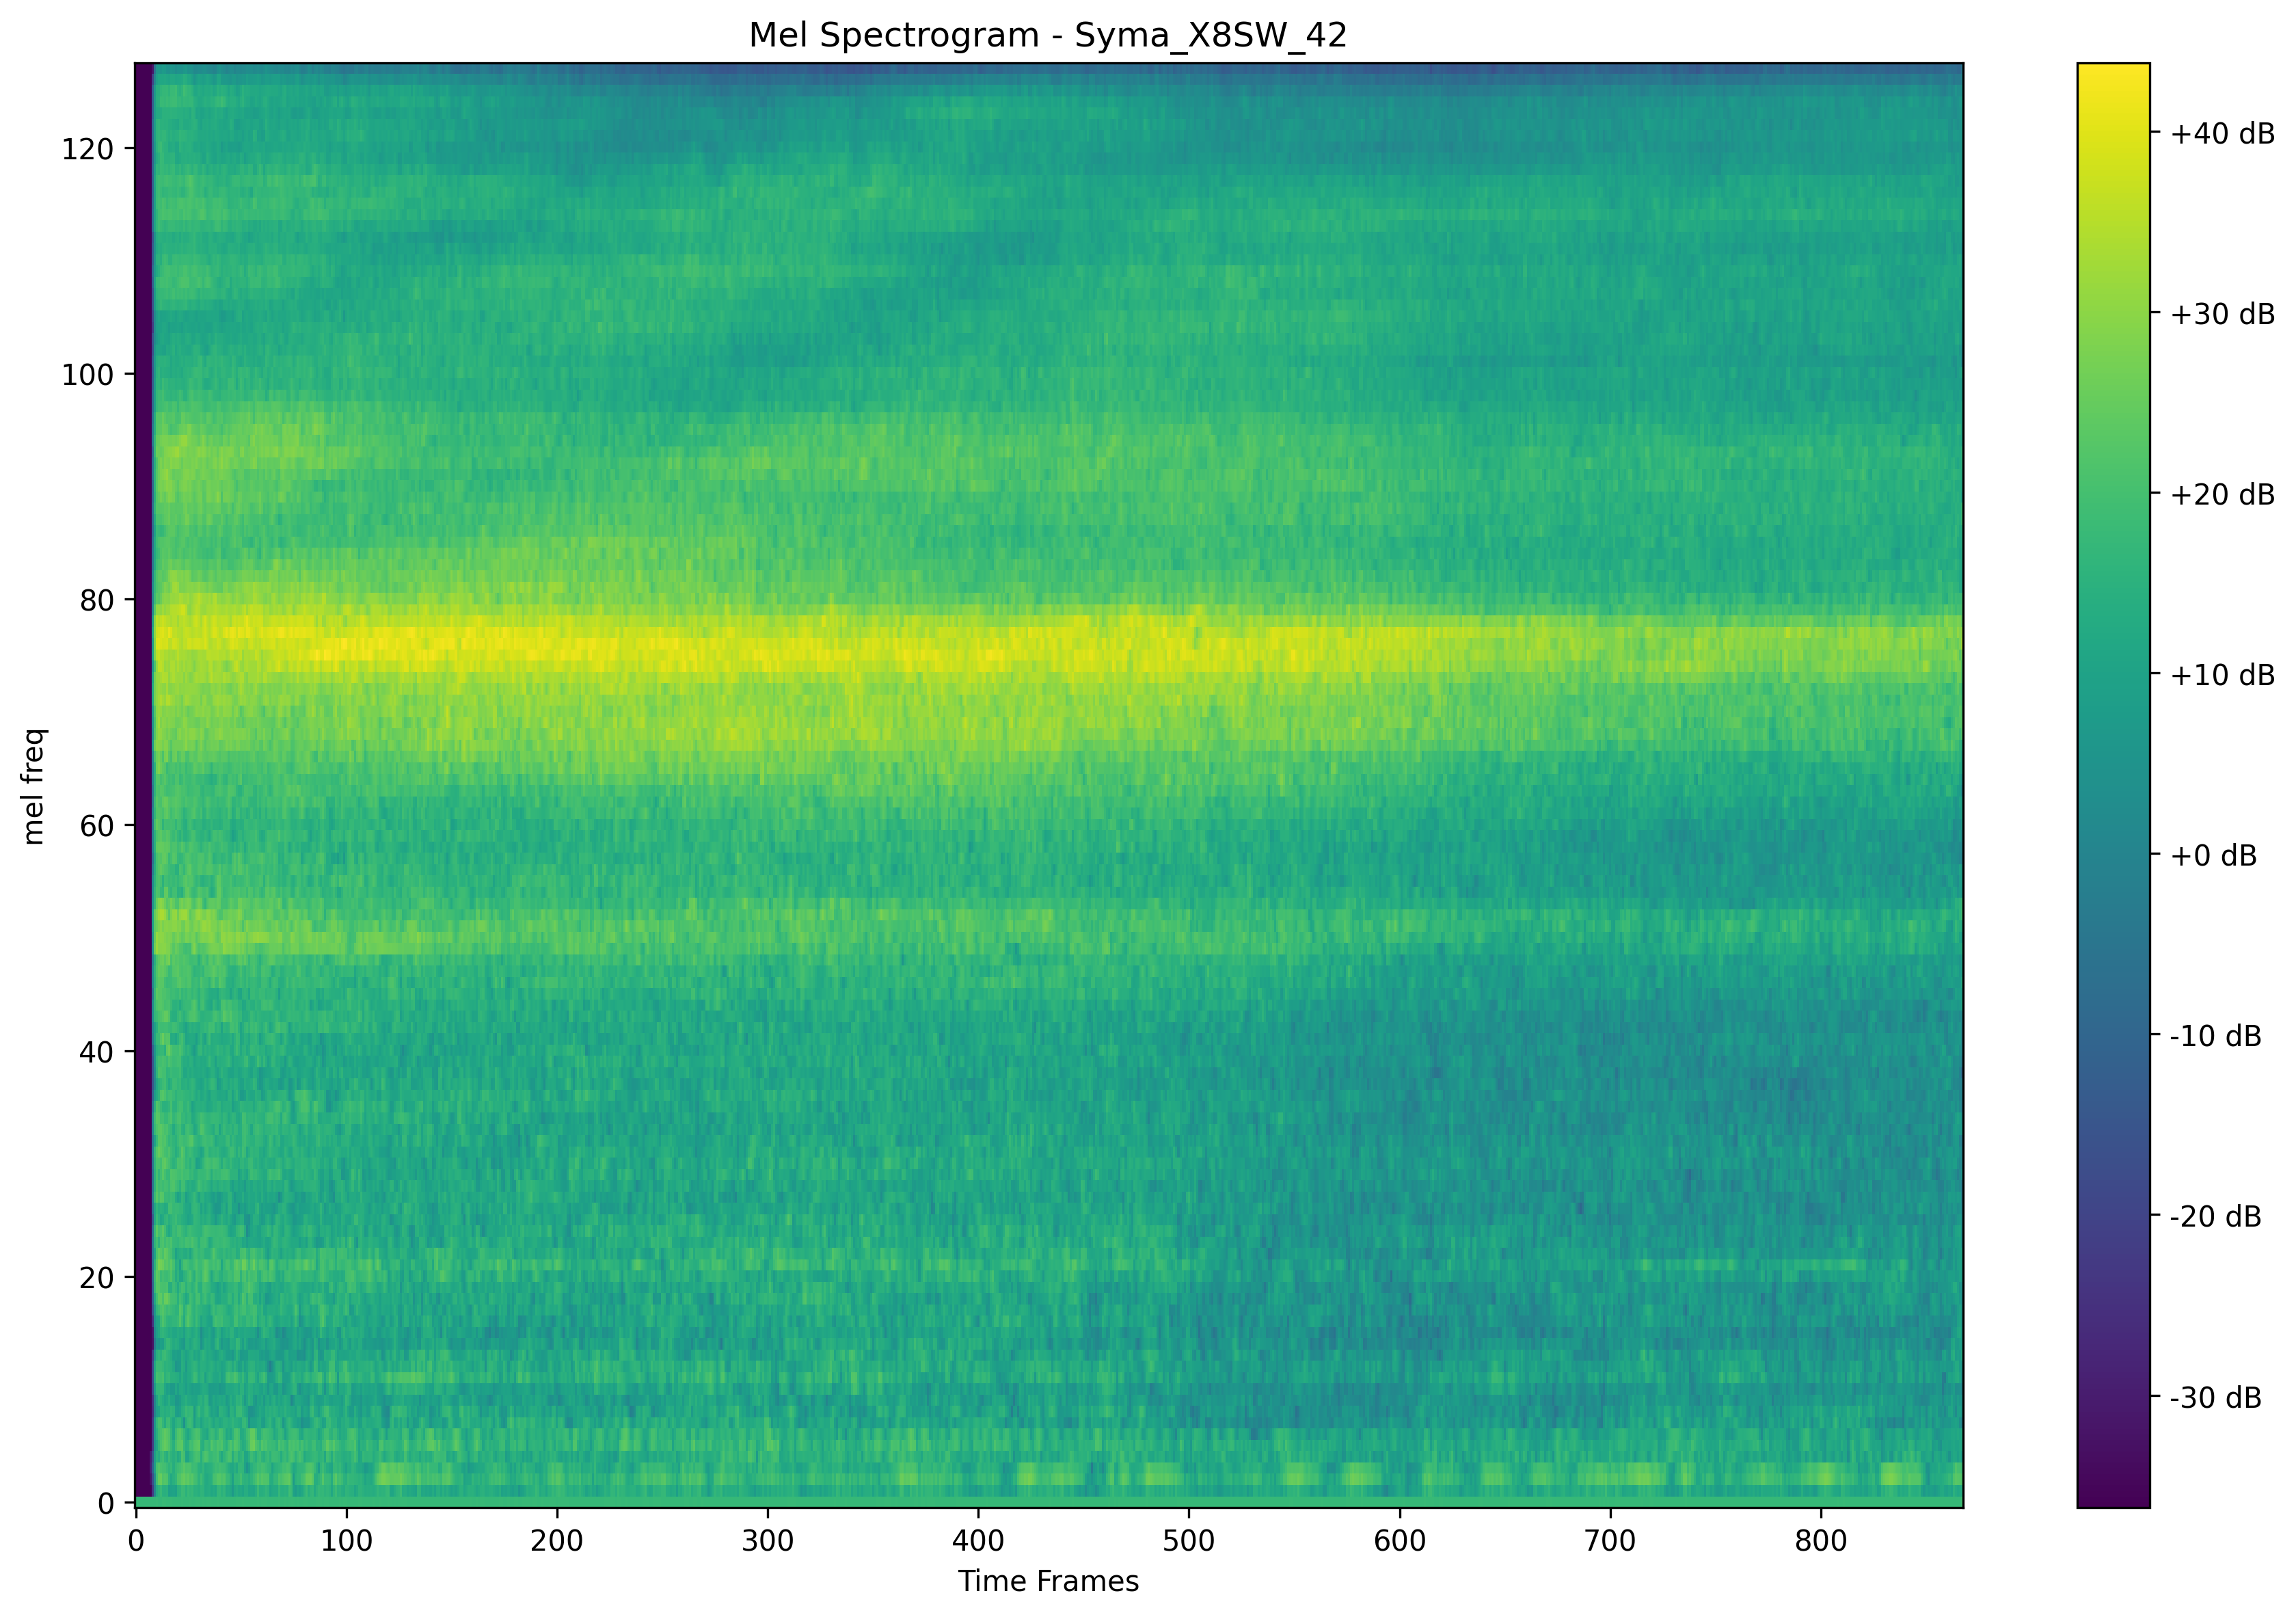 Mel Spectrogram - Syma_X8SW_42
mel freq
120
100
80
60
40
20
0
0 100 200 300 400 500 600 700 800
Time Frames
+40 dB
+30 dB
+20 dB
+10 dB
+0 dB
-10 dB
-20 dB
-30 dB